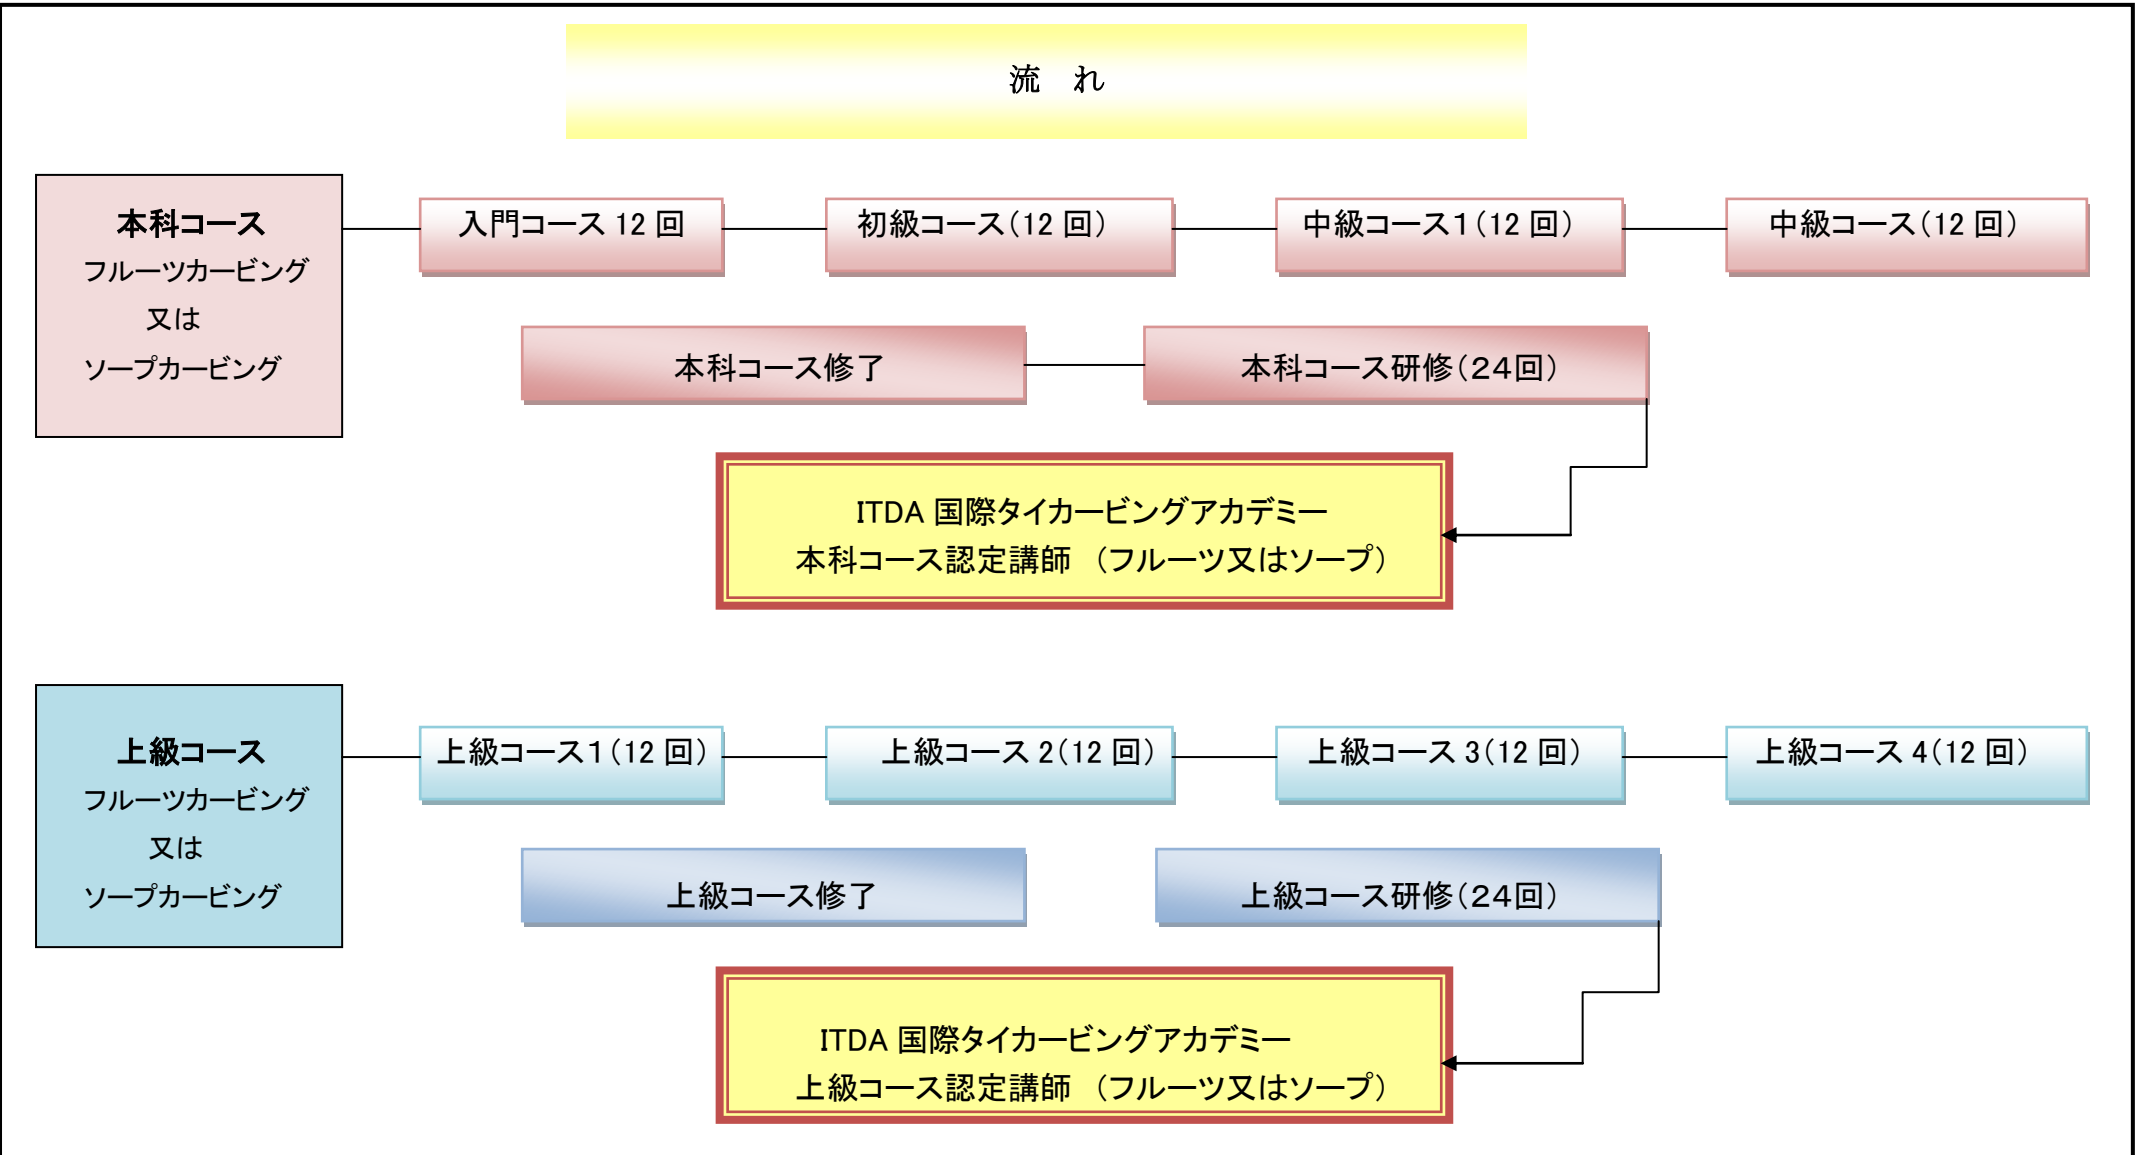 流　れ
本科コース
フルーツカービング
又は
ソープカービング
入門コース 12 回
初級コース(12 回)
中級コース1(12 回)
中級コース(12 回)
本科コース修了
本科コース研修(24回)
ITDA 国際タイカービングアカデミー
本科コース認定講師 (フルーツ又はソープ)
上級コース
フルーツカービング
又は
ソープカービング
上級コース1(12 回)
上級コース 2(12 回)
上級コース 3(12 回)
上級コース 4(12 回)
上級コース修了
上級コース研修(24回)
ITDA 国際タイカービングアカデミー
上級コース認定講師 (フルーツ又はソープ)